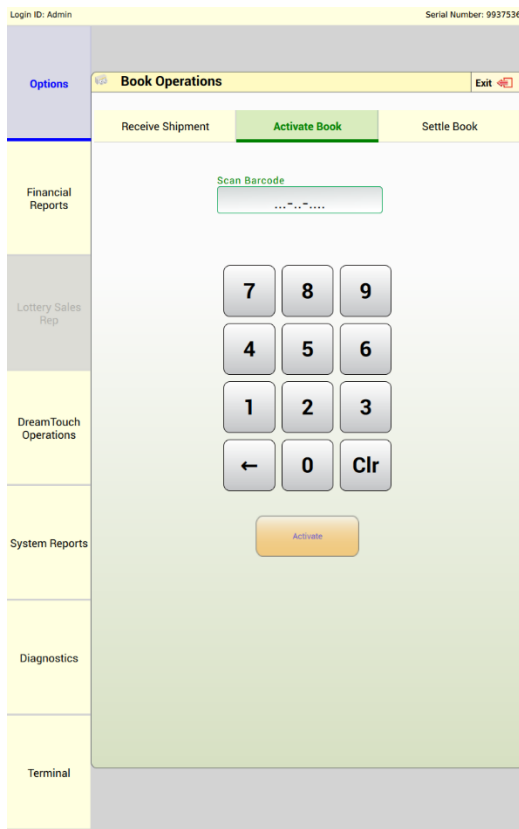 Login ID: Admin
Serial Number: 9937536
Options
Book Operations
Exit
Receive Shipment
Activate Book
Settle Book
Scan Barcode
...-..-....
Financial
Reports
7 8 9
Lottery Sales
Rep
4 5 6
1 2 3
DreamTouch
Operations
← 0 Clr
Activate
System Reports
Diagnostics
Terminal